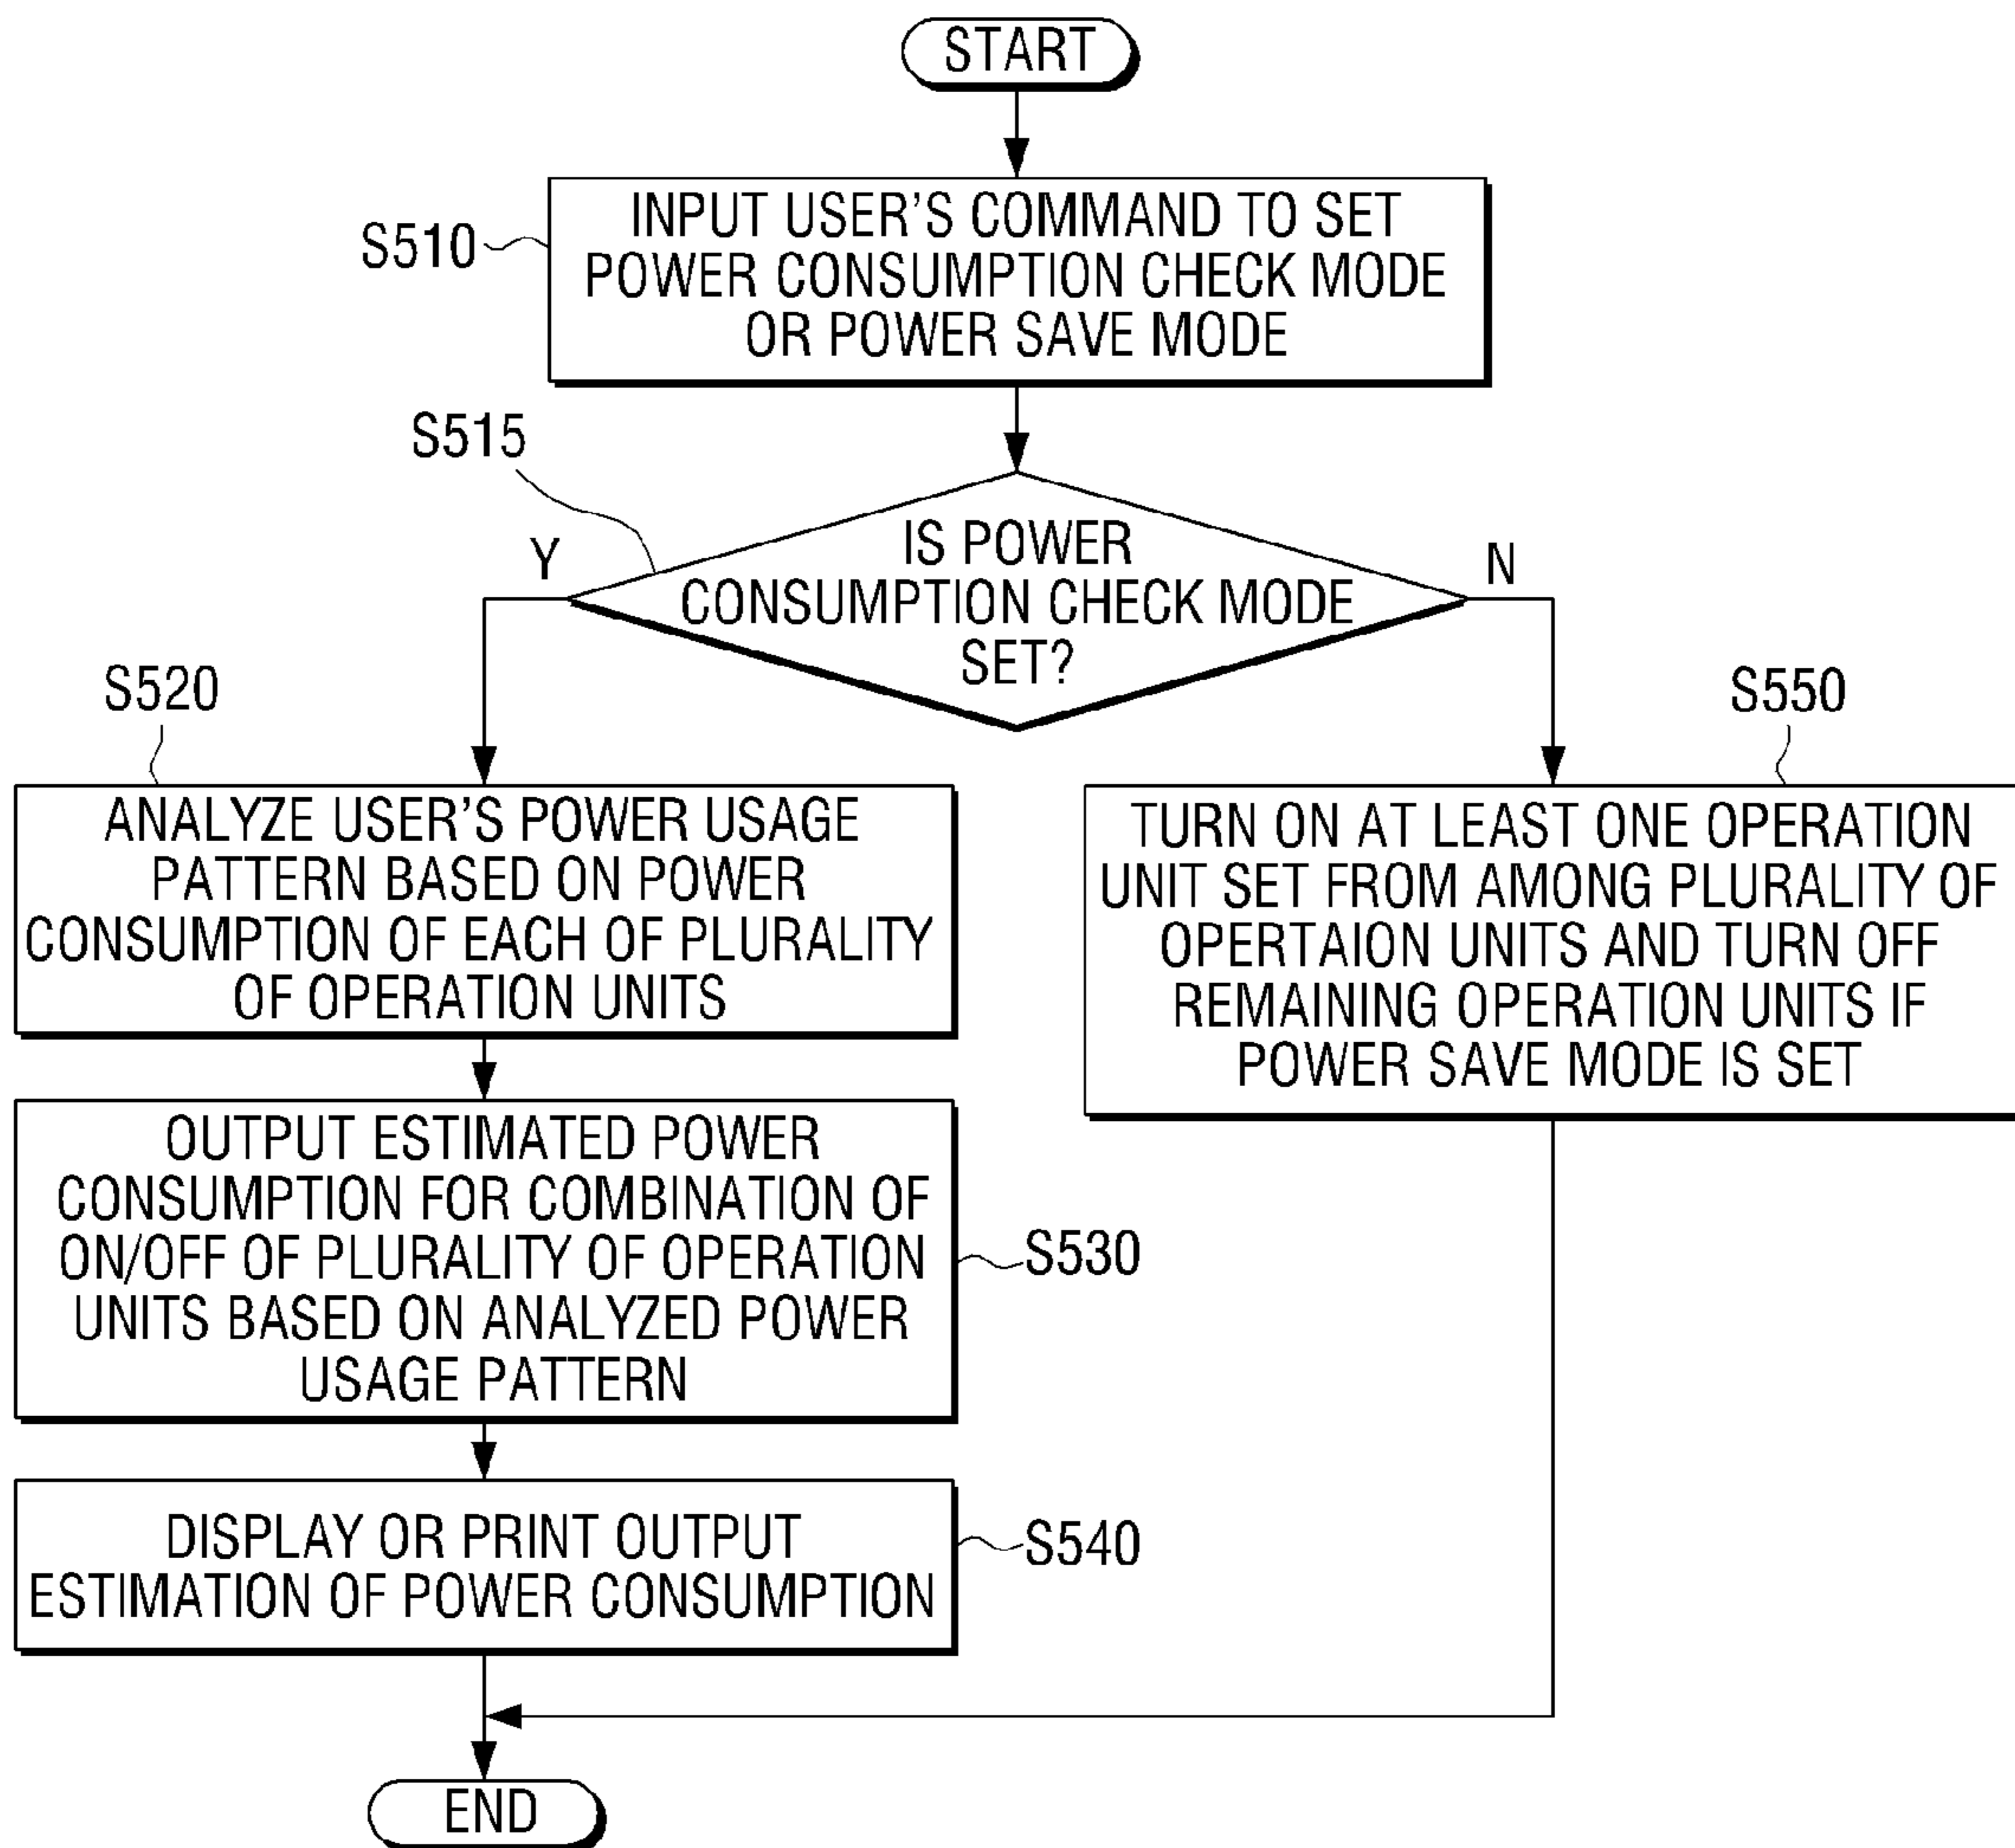 START
S510
INPUT USER'S COMMAND TO SET
POWER CONSUMPTION CHECK MODE
OR POWER SAVE MODE
S515
IS POWER
CONSUMPTION CHECK MODE
SET?
Y
N
S520
ANALYZE USER'S POWER USAGE
PATTERN BASED ON POWER
CONSUMPTION OF EACH OF PLURALITY
OF OPERATION UNITS
S550
TURN ON AT LEAST ONE OPERATION
UNIT SET FROM AMONG PLURALITY OF
OPERTAION UNITS AND TURN OFF
REMAINING OPERATION UNITS IF
POWER SAVE MODE IS SET
OUTPUT ESTIMATED POWER
CONSUMPTION FOR COMBINATION OF
ON/OFF OF PLURALITY OF OPERATION
UNITS BASED ON ANALYZED POWER
USAGE PATTERN
S530
DISPLAY OR PRINT OUTPUT
ESTIMATION OF POWER CONSUMPTION
S540
END